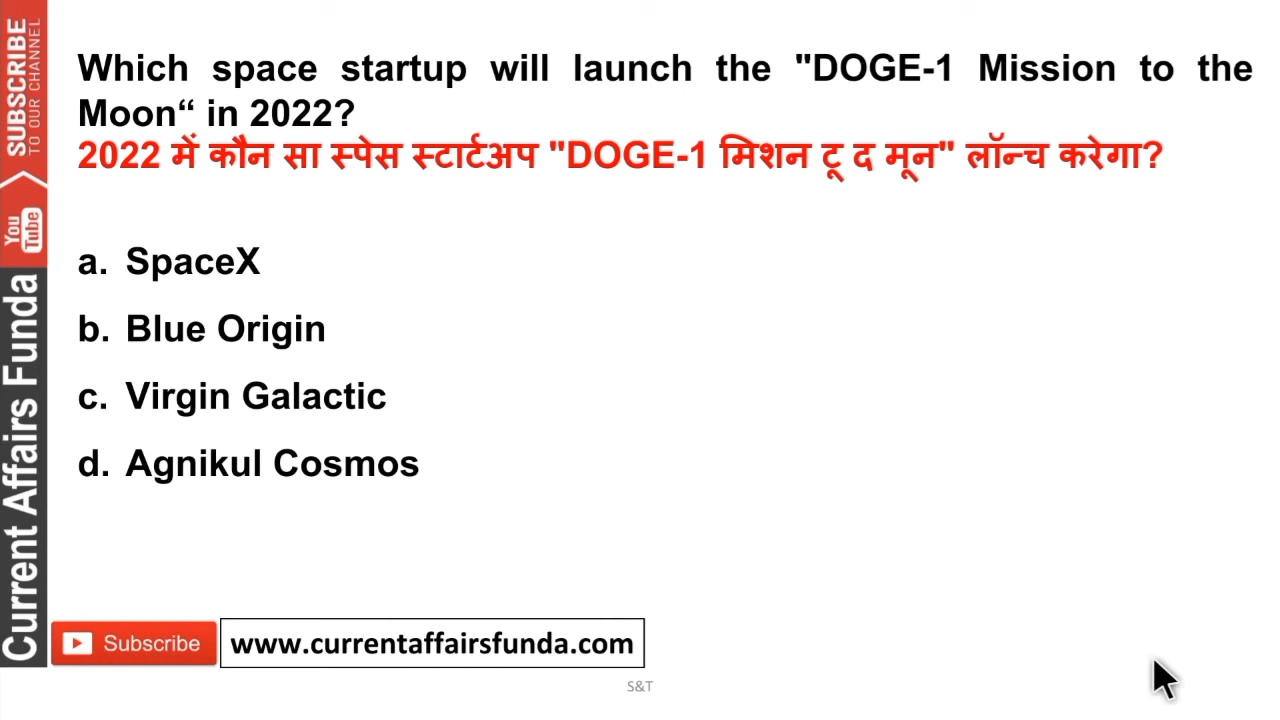 SUBSCRIBE
TO OUR CHANNEL
You
Tube
Current Affairs Funda
Which space startup will launch the "DOGE-1 Mission to the
Moon“ in 2022?
2022 में कौन सा स्पेस स्टार्टअप "DOGE-1 मिशन टू द मून" लॉन्च करेगा?
a. SpaceX
b. Blue Origin
c. Virgin Galactic
d. Agnikul Cosmos
Subscribe
www.currentaffairsfunda.com
S&T